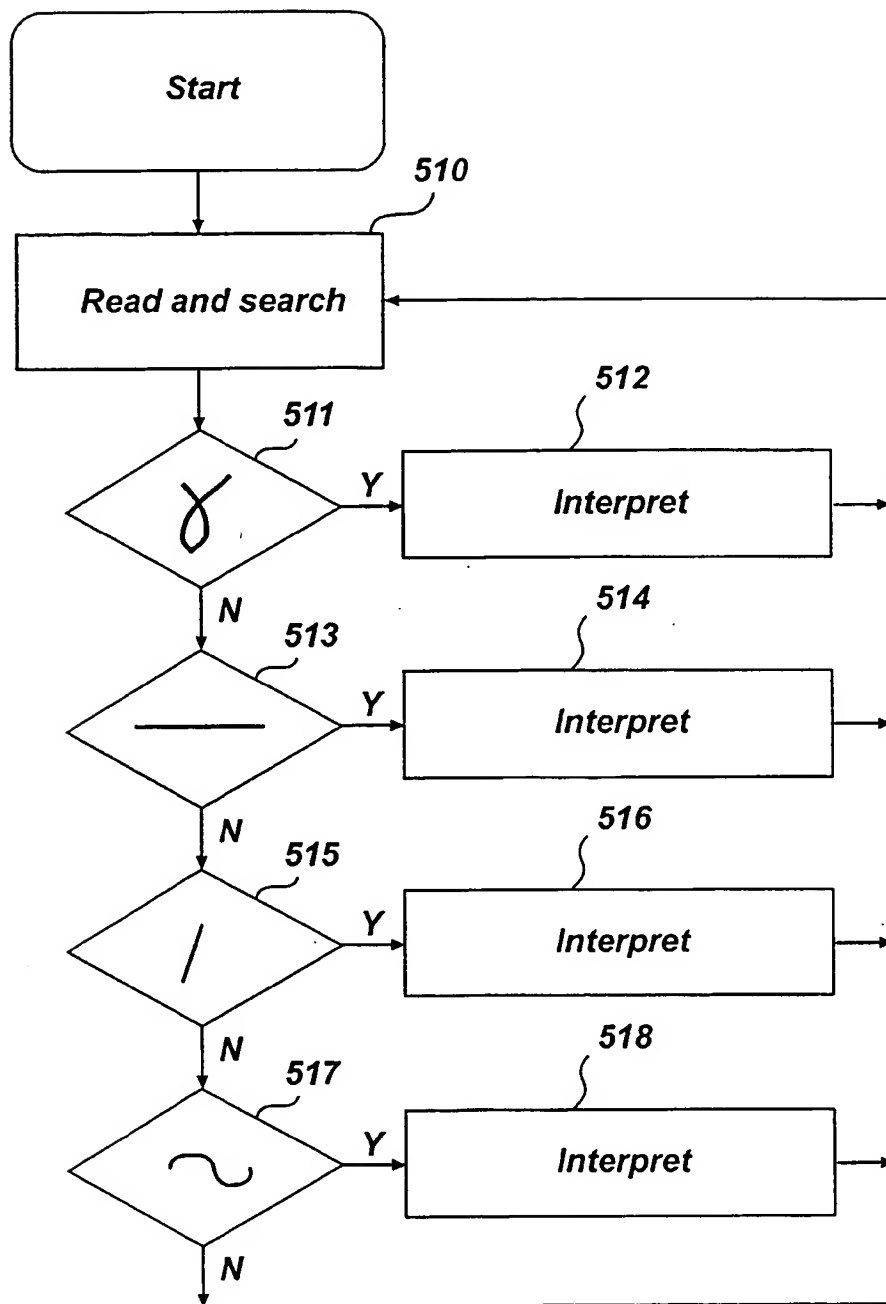 Start
510
Read and search
512
511
Y
Interpret
N
514
513
Y
Interpret
N
516
515
Y
Interpret
N
518
517
Y
Interpret
N